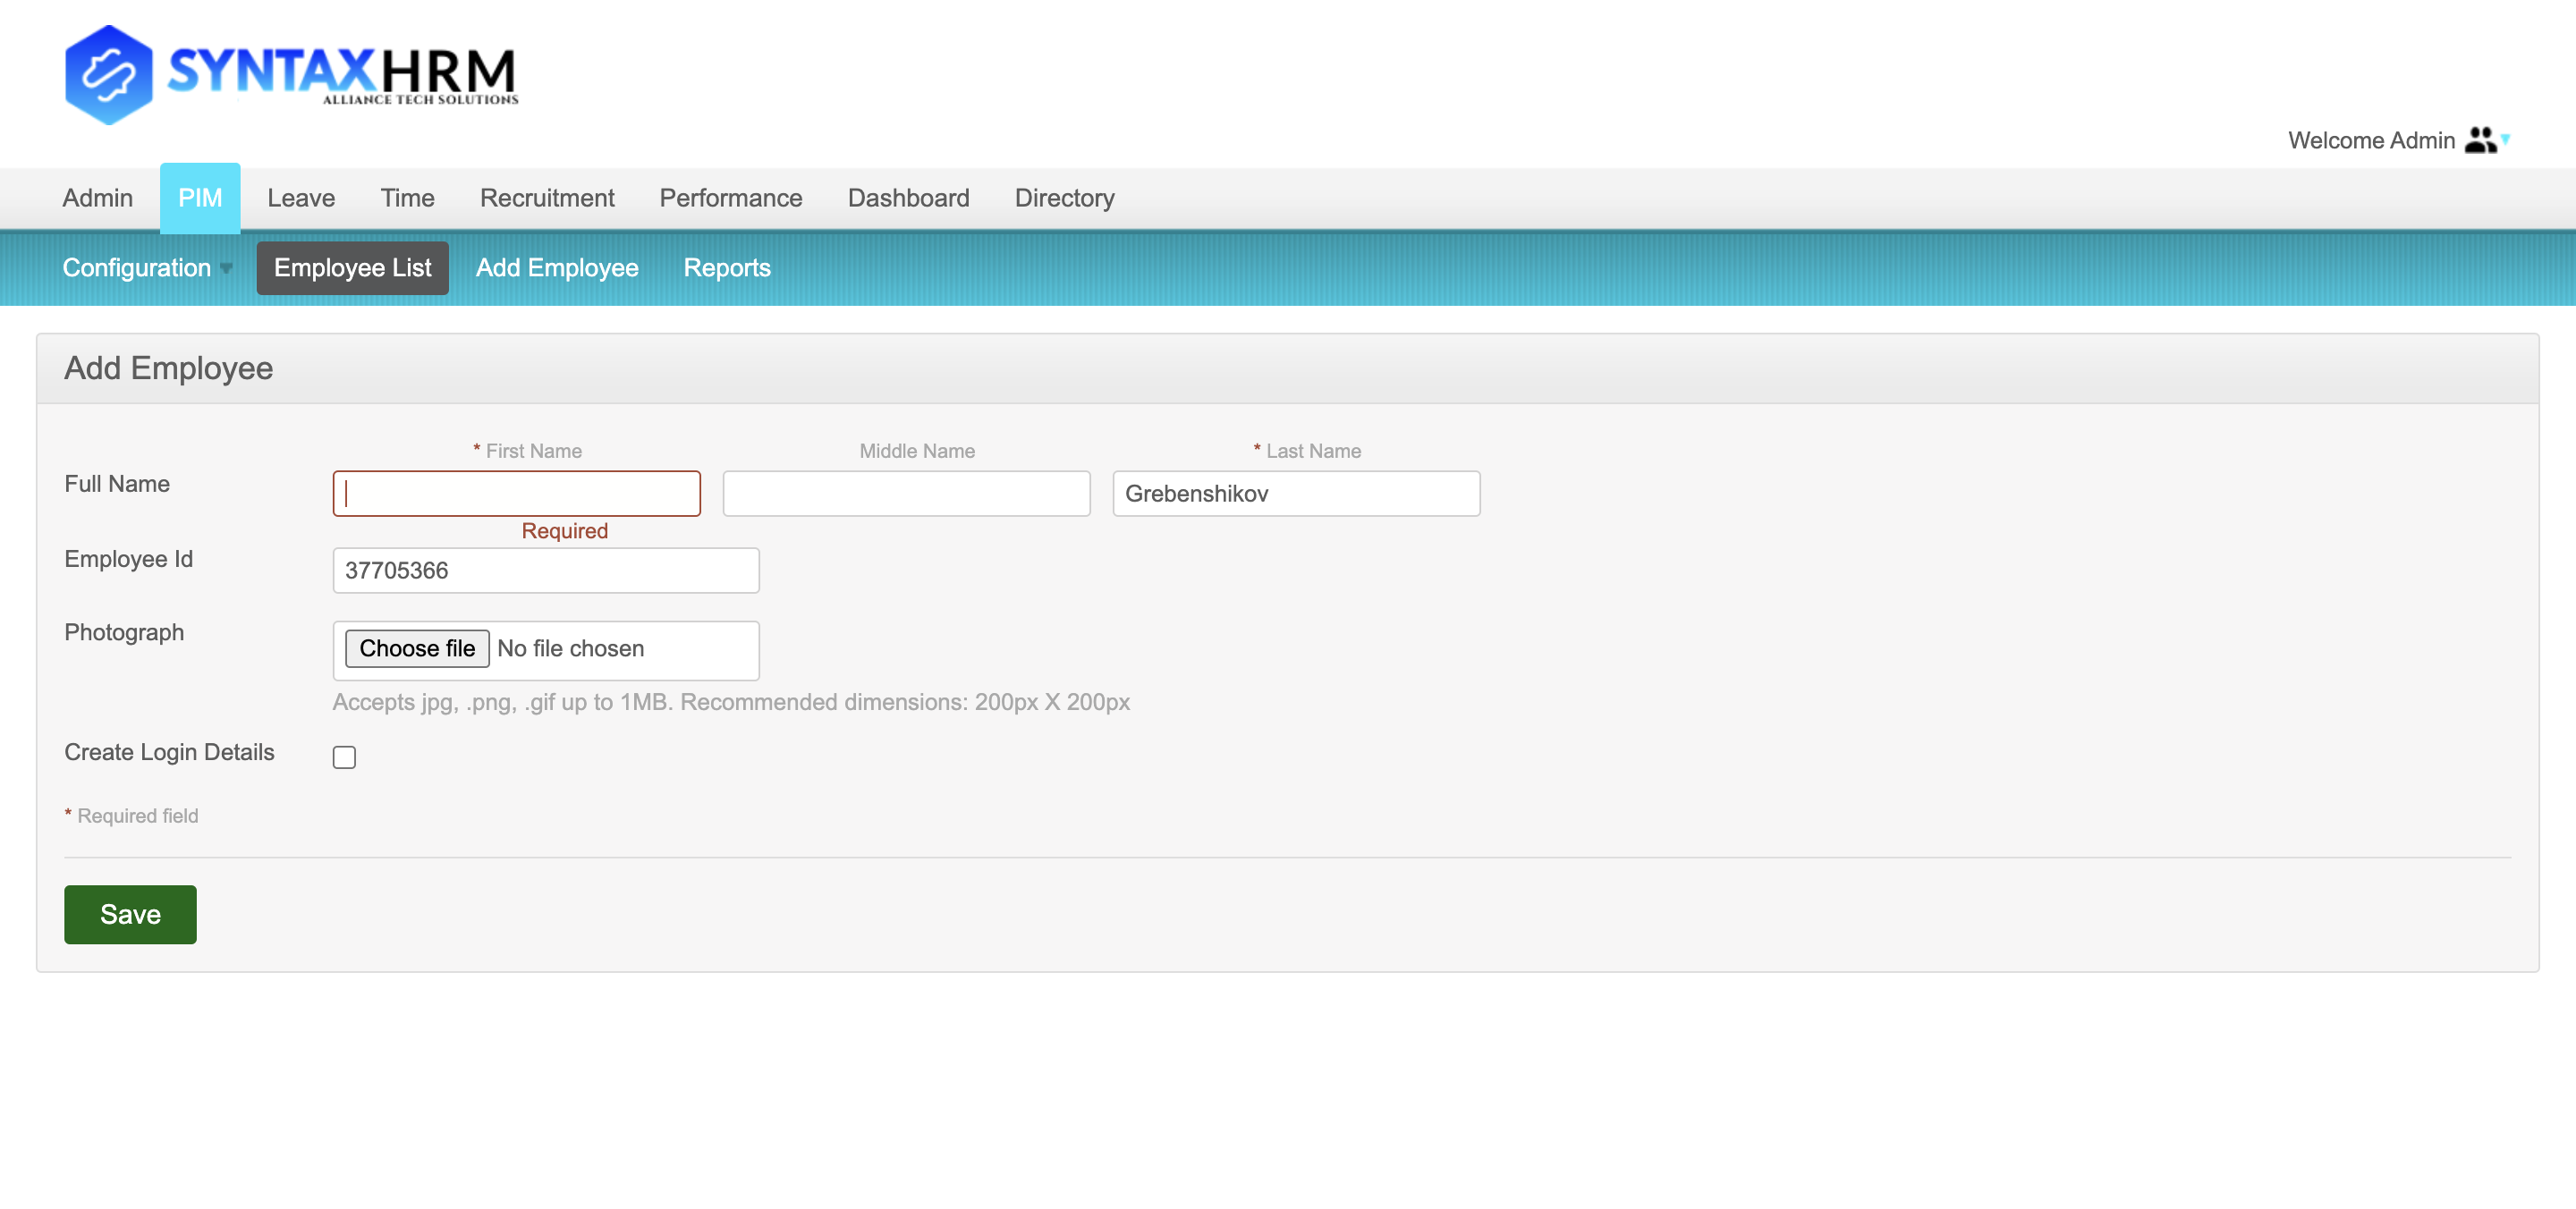 SYNTAXHRM
ALLIANCE TECH SOLUTIONS
Welcome Admin
Admin PIM Leave Time Recruitment Performance Dashboard Directory
Configuration Employee List Add Employee Reports
Add Employee
* First Name Middle Name * Last Name
Full Name Grebenshikov
Required
Employee Id 37705366
Photograph Choose file No file chosen
Accepts jpg, .png, .gif up to 1MB. Recommended dimensions: 200px X 200px
Create Login Details
* Required field
Save